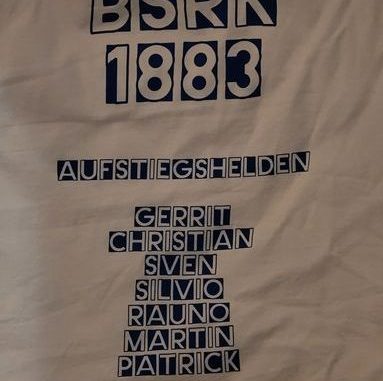 BSRK
1883
AUFSTIEGSHELDEN
GERRIT
CHRISTIAN
SVEN
SILVIO
RAUNO
MARTIN
PATRICK